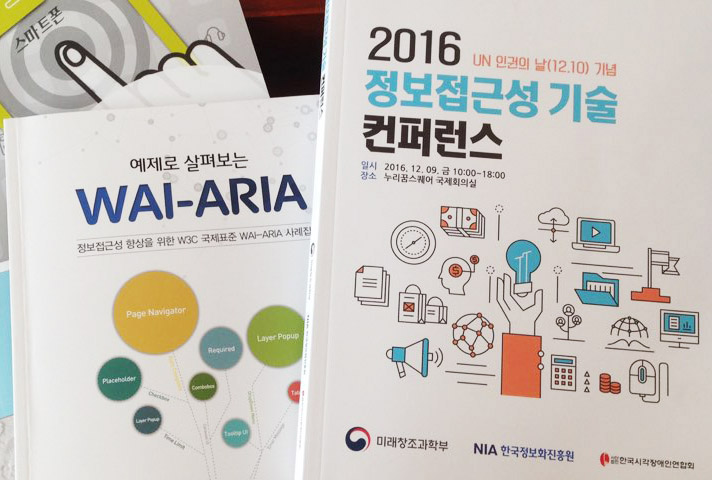 스마트폰
예제로 살펴보는
WAI-ARIA
정보접근성 향상을 위한 W3C 국제표준 WAI-ARIA 사례집
Page Navigator
Required
Layer Popup
Placeholder
Combobox
Checkbox
Layer Popup
Time Limit
Tooltip UI
2016
UN 인권의 날(12.10) 기념
정보접근성 기술
컨퍼런스
일시 2016. 12. 09. 금 10:00~18:00
장소 누리꿈스퀘어 국제회의실
미래창조과학부
NIA 한국정보화진흥원
한국시각장애인연합회